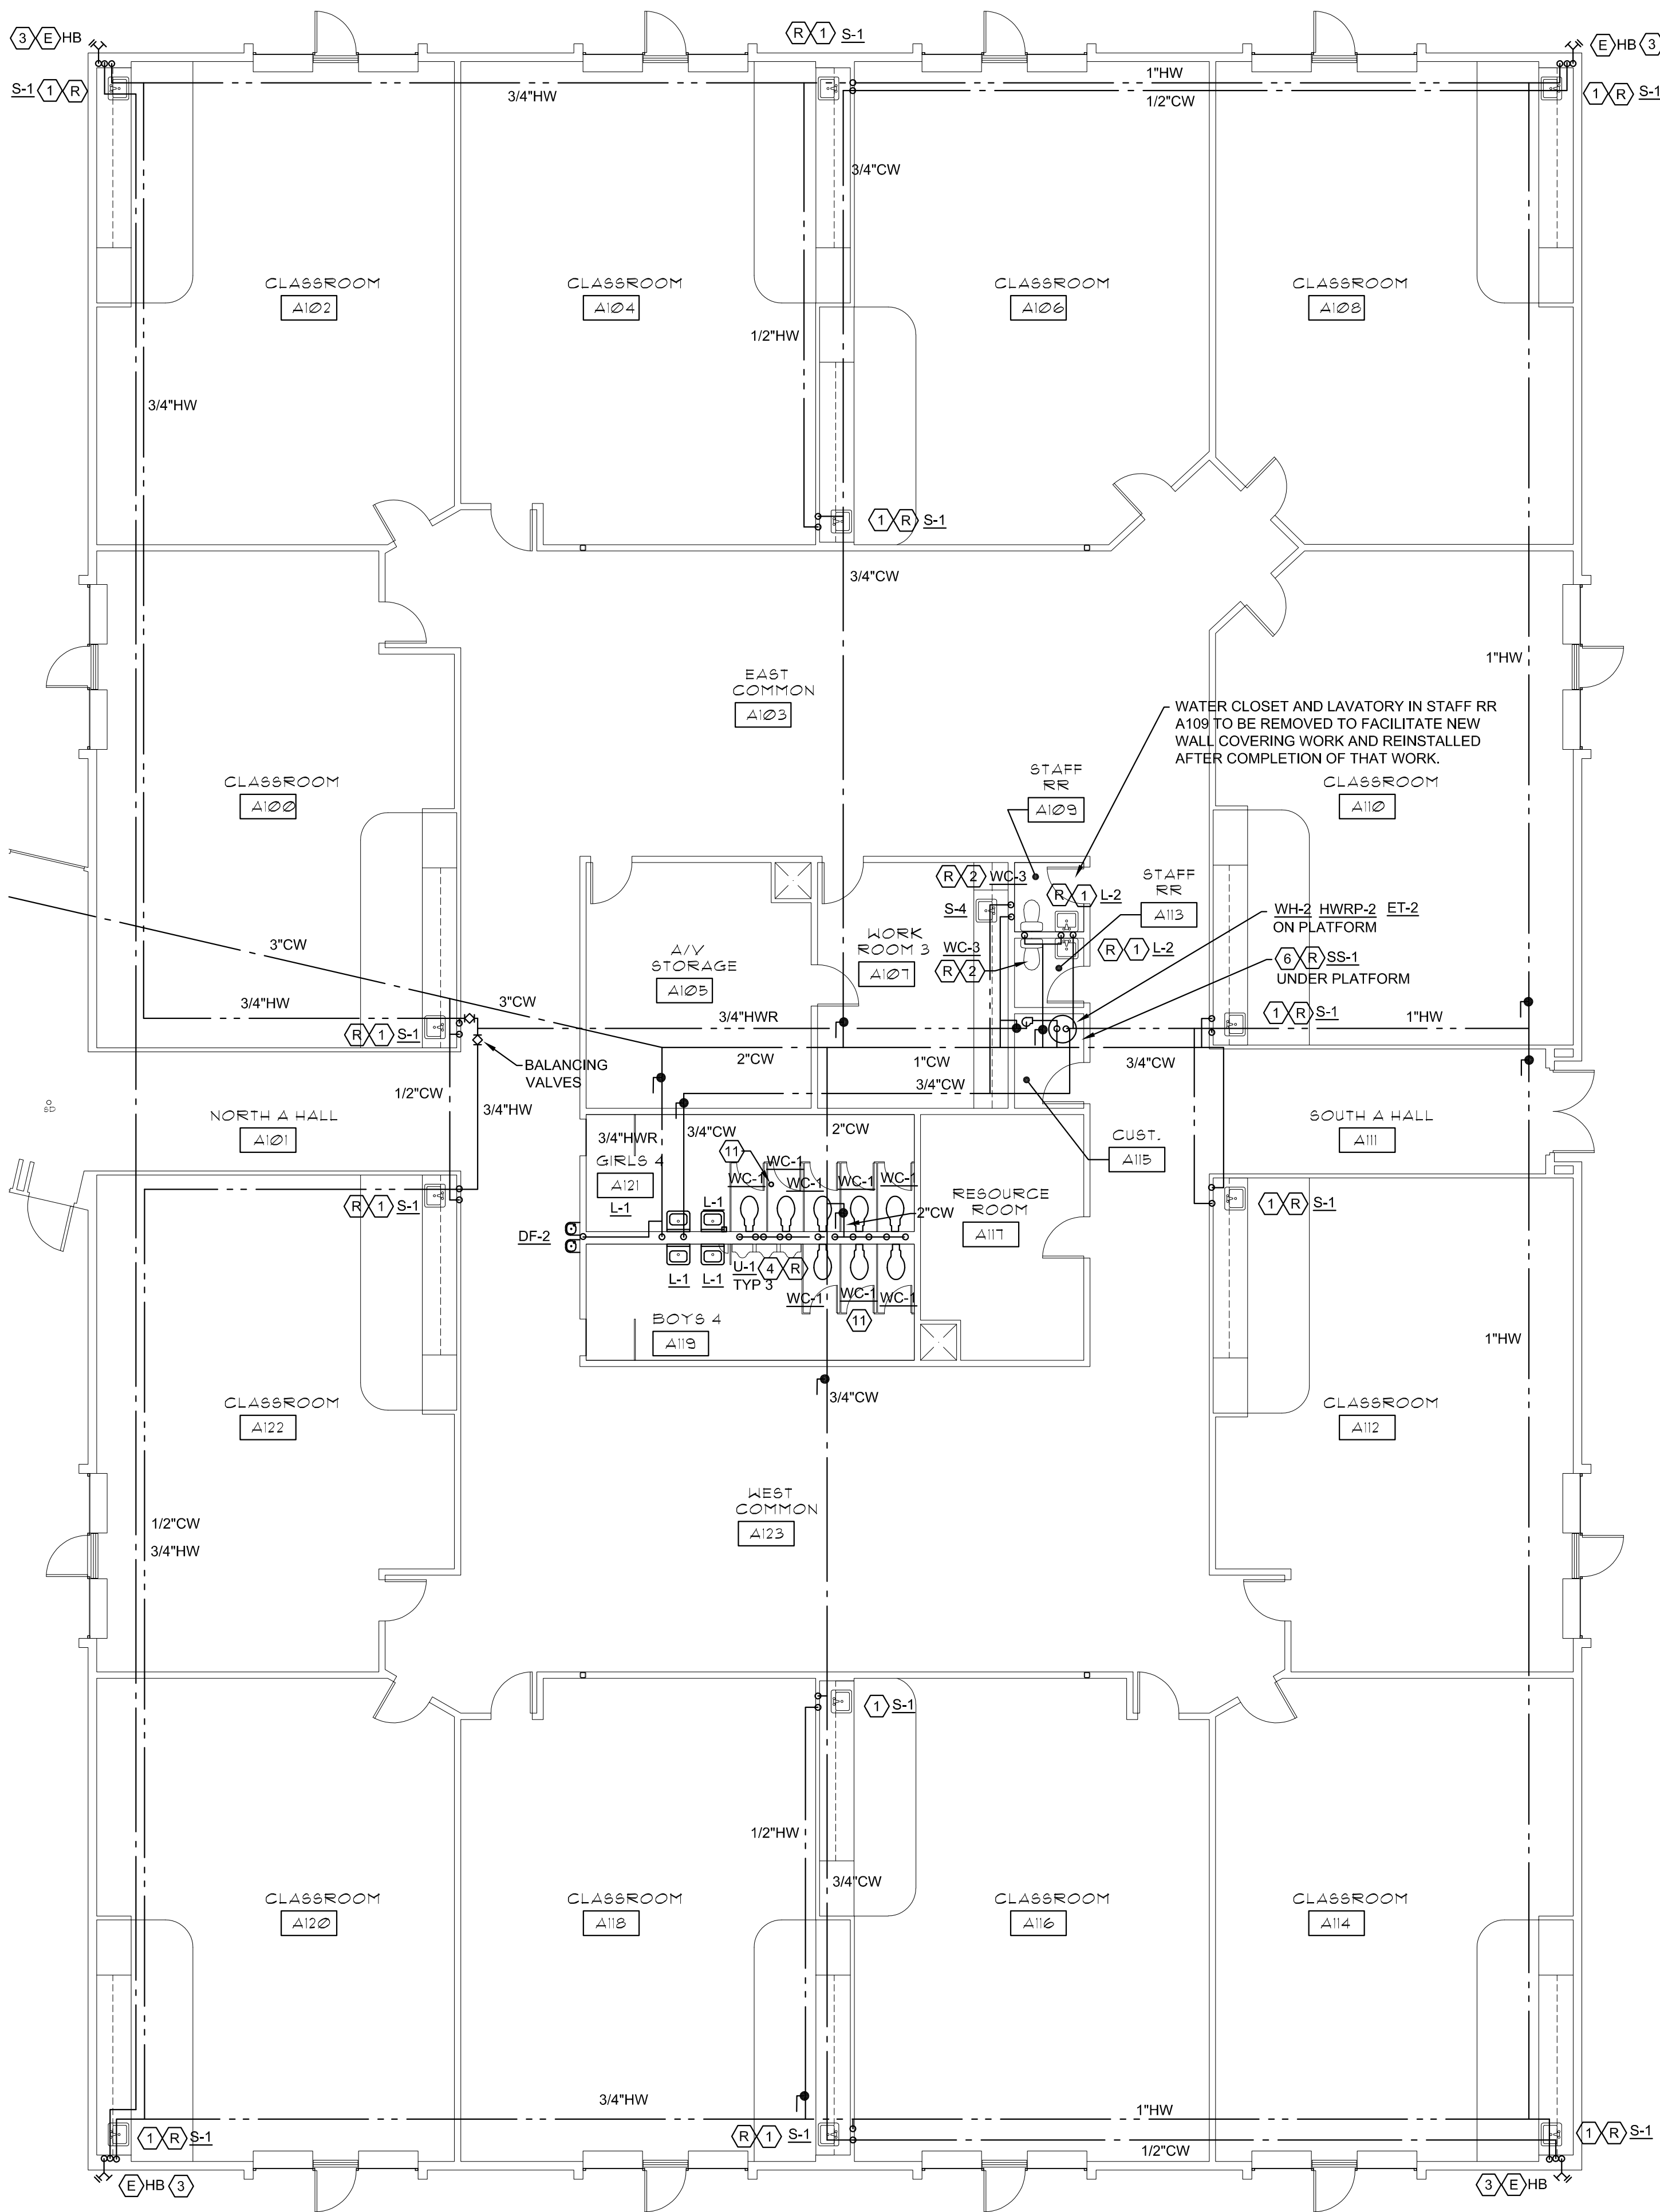 3 E HB
R 1 S-1
E HB 3
S-1 1 R
3/4"HW
1"HW
1/2"CW
1 R S-1
3/4"CW
CLASSROOM
A102
CLASSROOM
A104
CLASSROOM
A106
CLASSROOM
A108
1/2"HW
3/4"HW
1 R S-1
3/4"CW
1"HW
EAST
COMMON
A103
WATER CLOSET AND LAVATORY IN STAFF RR
A109 TO BE REMOVED TO FACILITATE NEW
WALL COVERING WORK AND REINSTALLED
AFTER COMPLETION OF THAT WORK.
CLASSROOM
A100
STAFF
RR
A109
CLASSROOM
A110
R 2 WC-3
R 1 L-2
STAFF
RR
A113
S-4
WH-2 HWRP-2 ET-2
ON PLATFORM
3"CW
A/V
STORAGE
A105
WORK
ROOM 3
A107
WC-3
R 2
R 1 L-2
6 R SS-1
UNDER PLATFORM
3/4"HW
3"CW
3/4"HWR
1 R S-1
1"HW
R 1 S-1
BALANCING
VALVES
2"CW
1"CW
3/4"CW
3/4"CW
1/2"CW
3/4"HW
SD
NORTH A HALL
A101
SOUTH A HALL
A111
3/4"HWR
3/4"CW
2"CW
CUST.
A115
GIRLS 4
A121
L-1
11
WC-1
WC-1
WC-1
WC-1
WC-1
R 1 S-1
L-1
RESOURCE
ROOM
A117
1 R S-1
2"CW
DF-2
L-1
L-1
U-1
TYP 3
4 R
WC-1
WC-1
WC-1
11
BOYS 4
A119
1"HW
3/4"CW
CLASSROOM
A122
CLASSROOM
A112
WEST
COMMON
A123
1/2"CW
3/4"HW
1 S-1
1/2"HW
3/4"CW
CLASSROOM
A120
CLASSROOM
A118
CLASSROOM
A116
CLASSROOM
A114
3/4"HW
1"HW
1 R S-1
R 1 S-1
1/2"CW
1 R S-1
E HB 3
3 E HB